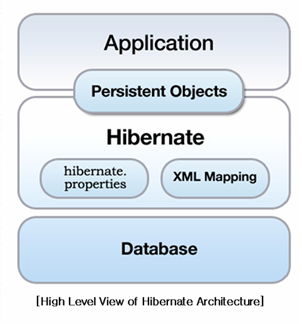 Application
Persistent Objects
Hibernate
hibernate.
properties
XML Mapping
Database
[High Level View of Hibernate Architecture]